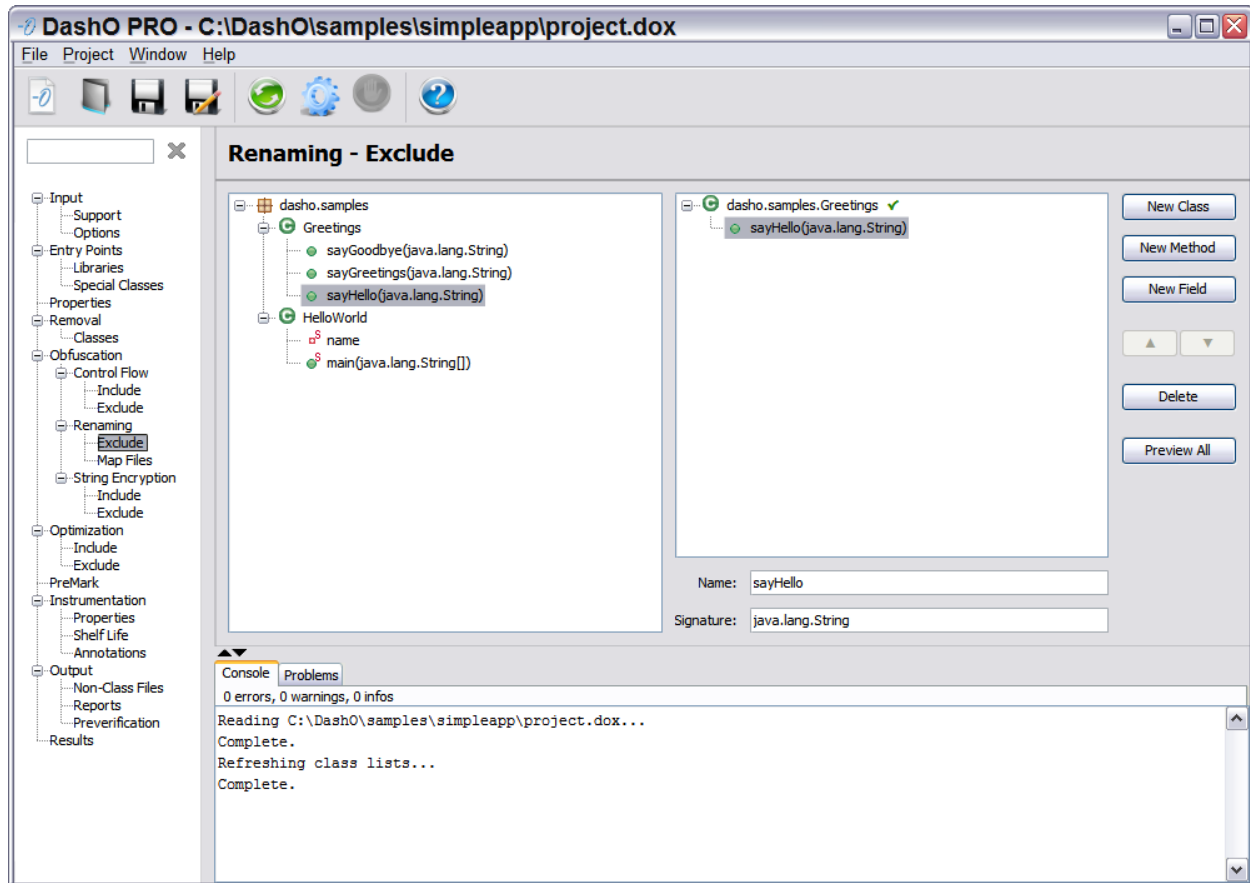 DashO PRO - C:\DashO\samples\simpleapp\project.dox
File Project Window Help
Renaming - Exclude
Input
Support
Options
Entry Points
Libraries
Special Classes
Properties
Removal
Classes
Obfuscation
Control Flow
Include
Exclude
Renaming
Exclude
Map Files
String Encryption
Include
Exclude
Optimization
Include
Exclude
PreMark
Instrumentation
Properties
Shelf Life
Annotations
Output
Non-Class Files
Reports
Preverification
Results
dasho.samples
Greetings
sayGoodbye(java.lang.String)
sayGreetings(java.lang.String)
sayHello(java.lang.String)
HelloWorld
name
main(java.lang.String[])
dasho.samples.Greetings
sayHello(java.lang.String)
Name: sayHello
Signature: java.lang.String
New Class
New Method
New Field
Delete
Preview All
Console Problems
0 errors, 0 warnings, 0 infos
Reading C:\DashO\samples\simpleapp\project.dox...
Complete.
Refreshing class lists...
Complete.